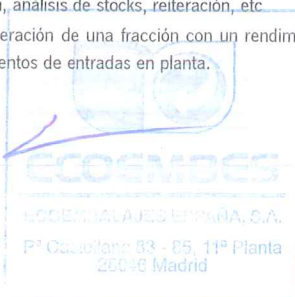 , análisis de stocks, reiteración, etc
eración de una fracción con un rendim
entos de entradas en planta.
ECOEMBES
ECOEMBALAJES ESPAÑA, S.A.
Pº Castellana 83 - 85, 11ª Planta
28046 Madrid